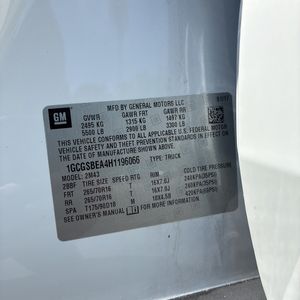 MFD BY GENERAL MOTORS LLC
GM
GVWR GAWR FRT GAWR RR
2495 KG 1315 KG 1497 KG
5500 LB 2900 LB 3300 LB
THIS VEHICLE CONFORMS TO ALL APPLICABLE U.S. FEDERAL MOTOR
VEHICLE SAFETY AND THEFT PREVENTION STANDARDS IN EFFECT
ON THE DATE OF MANUFACTURE SHOWN ABOVE.
1GCGSBEA4H1196066 TYPE: TRUCK
MODEL: 2M43
TIRE SIZE SPEED RTG RIM COLD TIRE PRESSURE
FRT 265/70R16 T 16X7.0J 240KPA(35PSI)
RR 265/70R16 T 16X7.0J 240KPA(35PSI)
SPA T175/90D18 M 18X4.5B 420KPA(60PSI)
SEE OWNER'S MANUAL FOR MORE INFORMATION